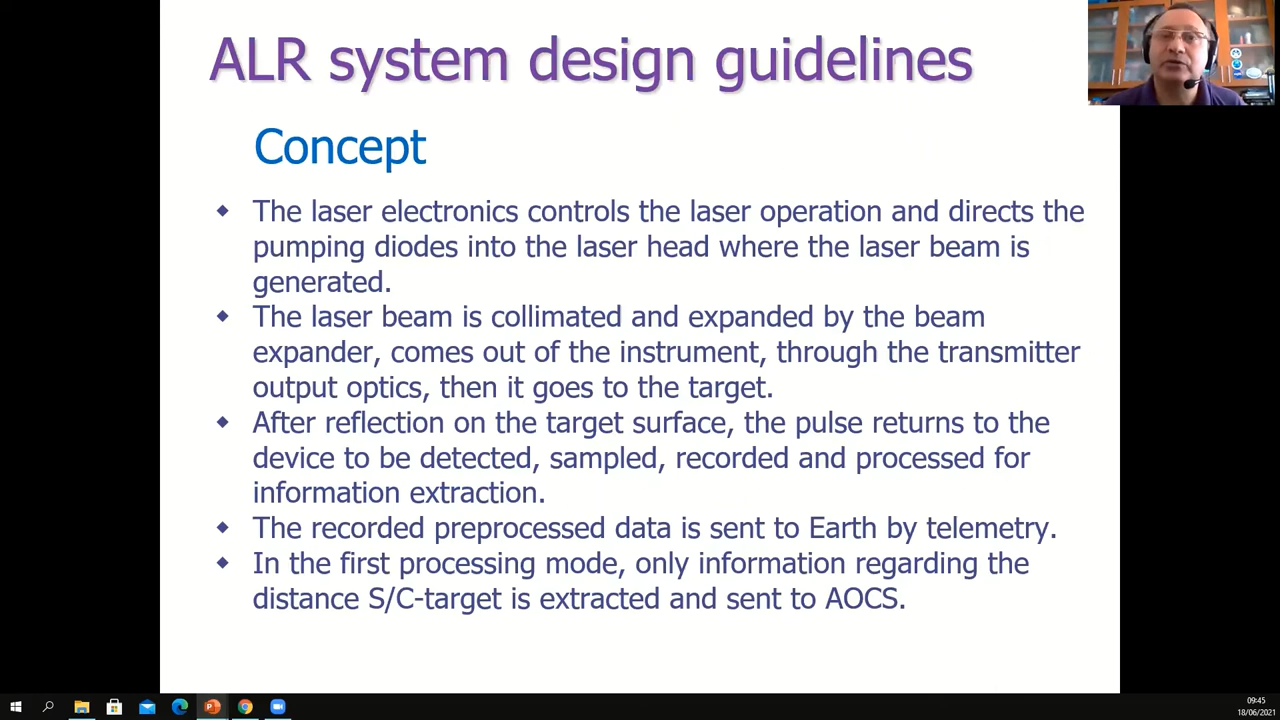 ALR system design guidelines
Concept
The laser electronics controls the laser operation and directs the
pumping diodes into the laser head where the laser beam is
generated.
The laser beam is collimated and expanded by the beam
expander, comes out of the instrument, through the transmitter
output optics, then it goes to the target.
After reflection on the target surface, the pulse returns to the
device to be detected, sampled, recorded and processed for
information extraction.
The recorded preprocessed data is sent to Earth by telemetry.
In the first processing mode, only information regarding the
distance S/C-target is extracted and sent to AOCS.
09:45
18/06/2021